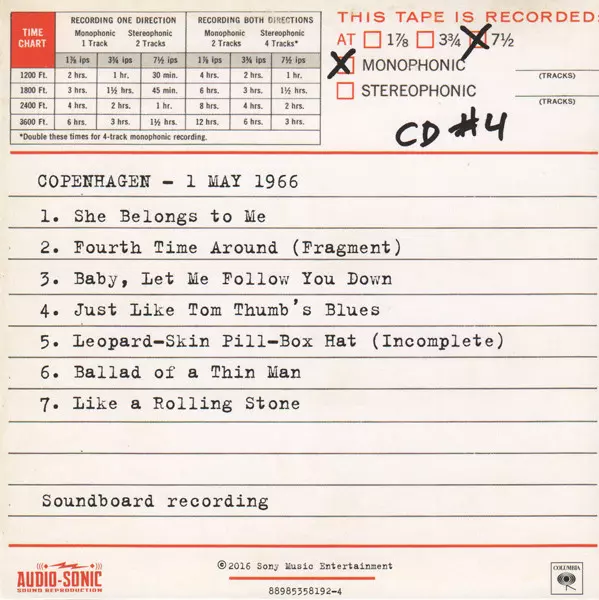 TIME CHART
RECORDING ONE DIRECTION
RECORDING BOTH DIRECTIONS
Monophonic 1 Track
Stereophonic 2 Tracks
Monophonic 2 Tracks
Stereophonic 4 Tracks*
1⅞ ips 3¾ ips 7½ ips 1⅞ ips 3¾ ips 7½ ips
1200 Ft. 2 hrs. 1 hr. 30 min. 4 hrs. 2 hrs. 1 hr.
1800 Ft. 3 hrs. 1½ hrs. 45 min. 6 hrs. 3 hrs. 1½ hrs.
2400 Ft. 4 hrs. 2 hrs. 1 hr. 8 hrs. 4 hrs. 2 hrs.
3600 Ft. 6 hrs. 3 hrs. 1½ hrs. 12 hrs. 6 hrs. 3 hrs.
*Double these times for 4-track monophonic recording.
THIS TAPE IS RECORDED:
AT 1⅞ 3¾ X 7½
X MONOPHONIC
(TRACKS)
STEREOPHONIC
(TRACKS)
CD #4
COPENHAGEN - 1 MAY 1966
1. She Belongs to Me
2. Fourth Time Around (Fragment)
3. Baby, Let Me Follow You Down
4. Just Like Tom Thumb's Blues
5. Leopard-Skin Pill-Box Hat (Incomplete)
6. Ballad of a Thin Man
7. Like a Rolling Stone
Soundboard recording
AUDIO-SONIC
SOUND REPRODUCTION
© 2016 Sony Music Entertainment
88985358192-4
COLUMBIA